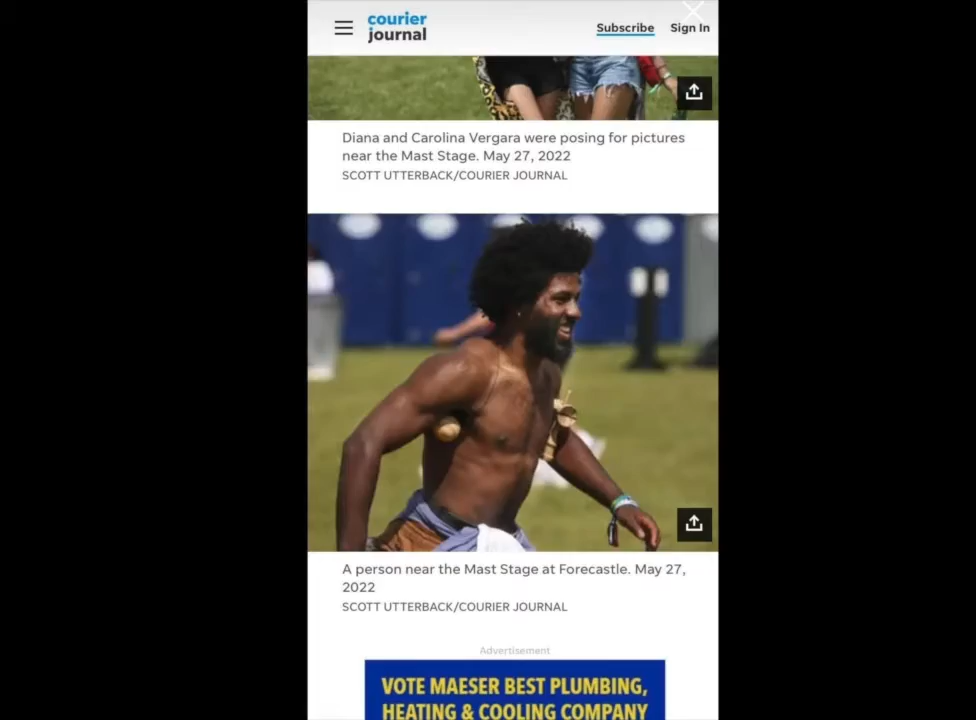 courier
journal
Subscribe
Sign In
Diana and Carolina Vergara were posing for pictures
near the Mast Stage. May 27, 2022
SCOTT UTTERBACK/COURIER JOURNAL
A person near the Mast Stage at Forecastle. May 27,
2022
SCOTT UTTERBACK/COURIER JOURNAL
Advertisement
VOTE MAESER BEST PLUMBING,
HEATING & COOLING COMPANY